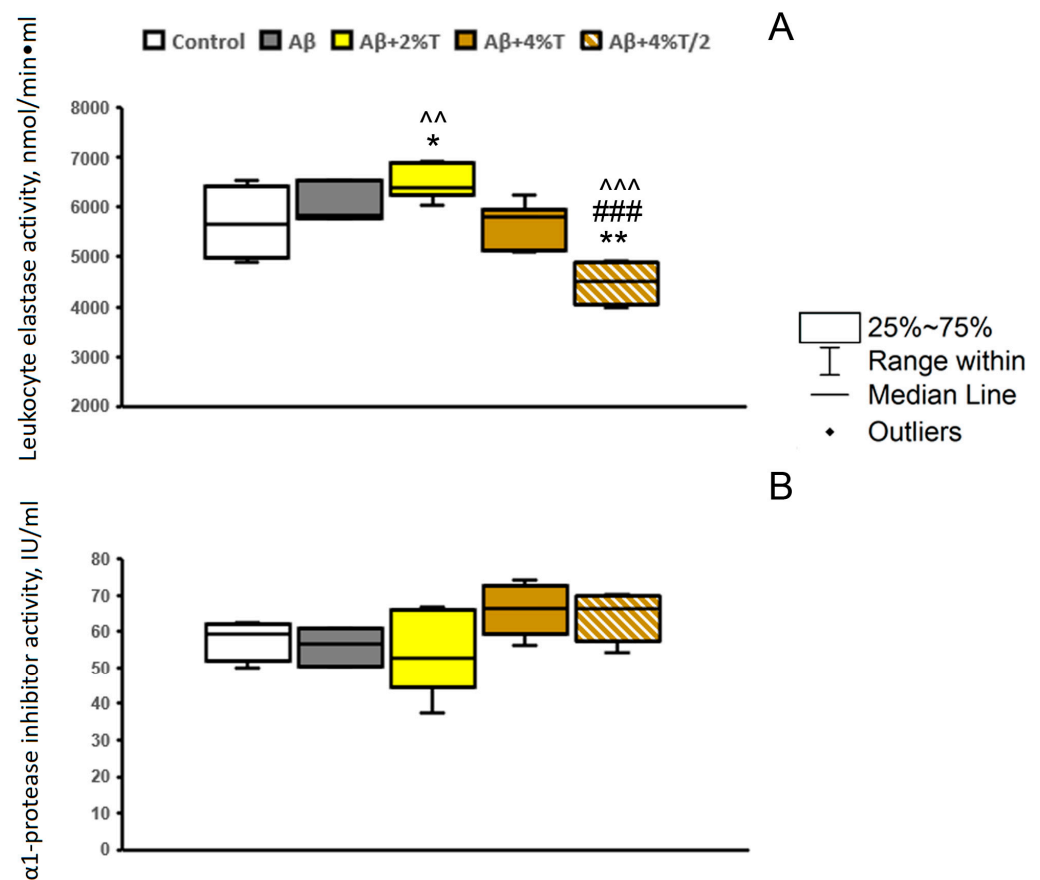 A
Control Aβ Aβ+2%T Aβ+4%T Aβ+4%T/2
Leukocyte elastase activity, nmol/min•ml
8000
7000
6000
5000
4000
3000
2000
^^
*
^^^
###
**
25%~75%
Range within
Median Line
Outliers
B
α1-protease inhibitor activity, IU/ml
80
70
60
50
40
30
20
10
0